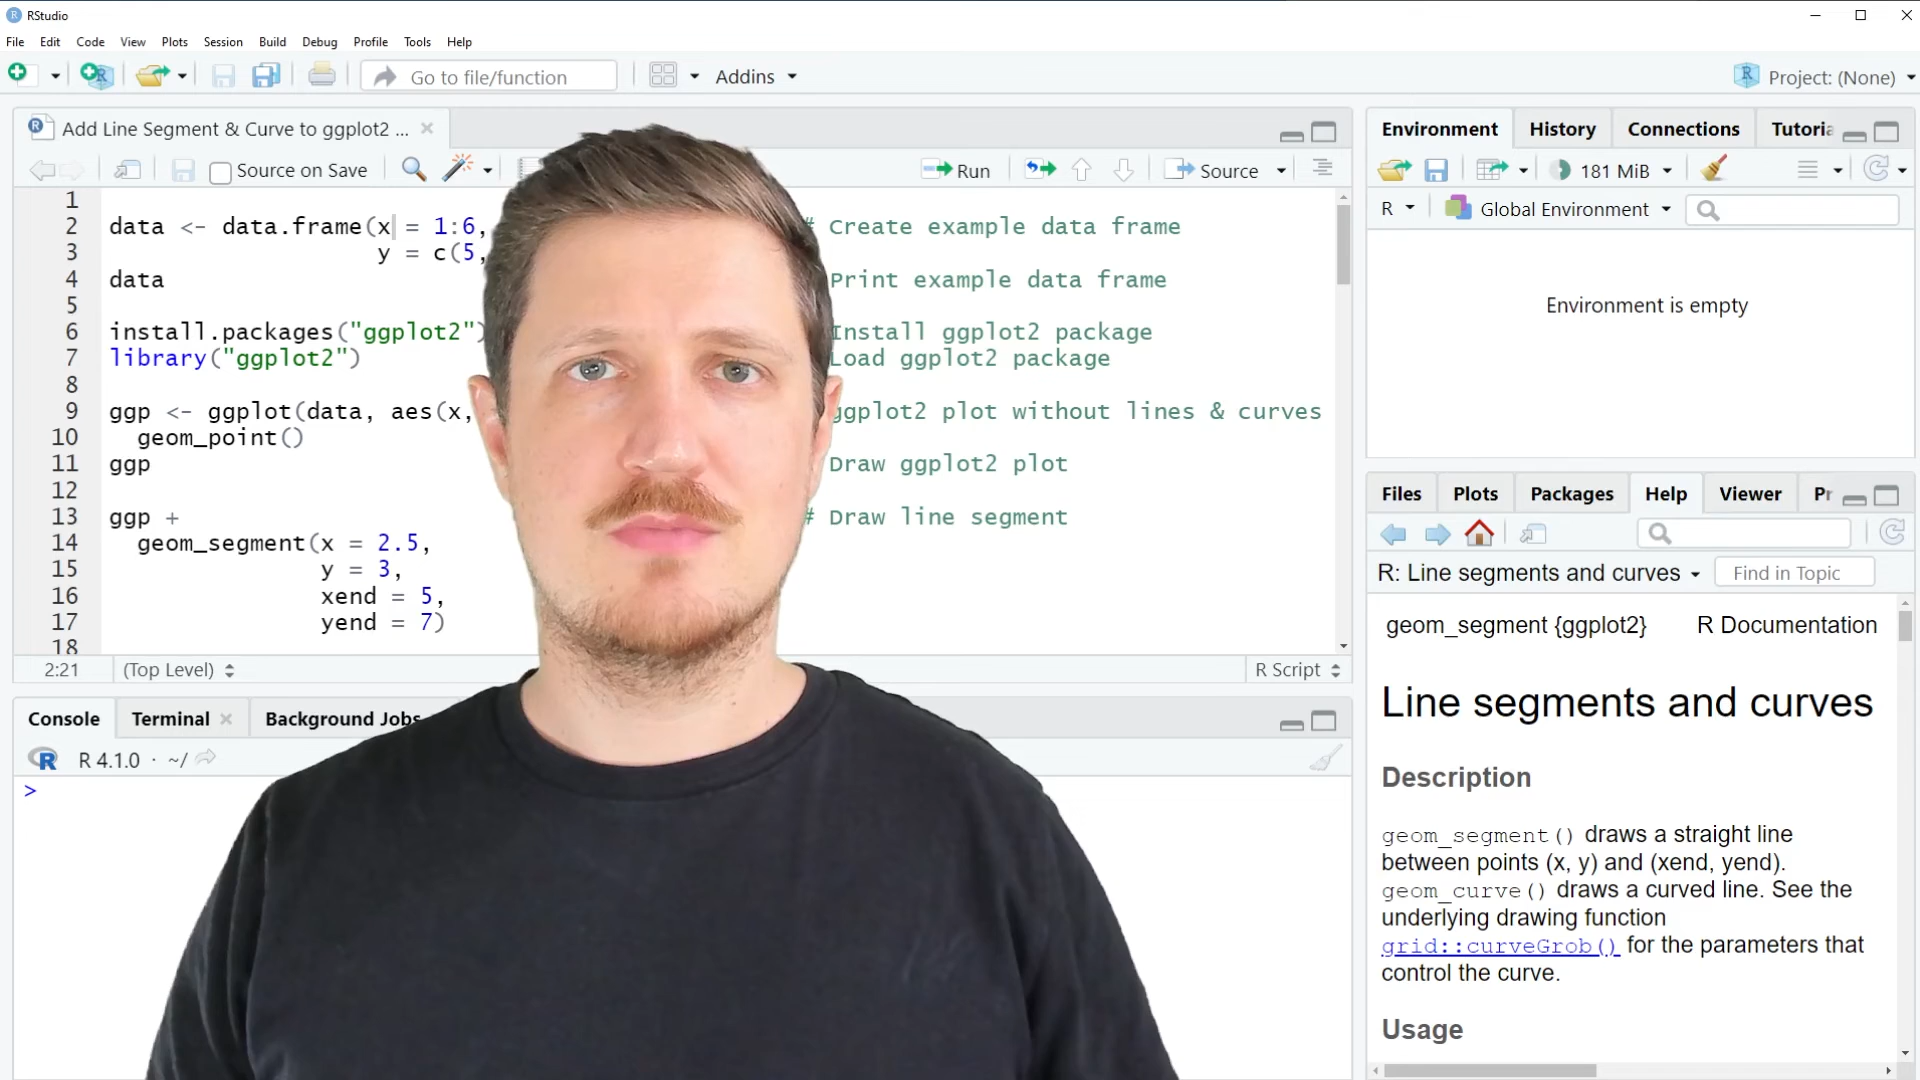 RStudio
File Edit Code View Plots Session Build Debug Profile Tools Help
Go to file/function
Addins
Project: (None)
Add Line Segment & Curve to ggplot2 ...
Source on Save
Run
Source
1
2 data <- data.frame(x = 1:6, # Create example data frame
3 y = c(5,
4 data Print example data frame
5
6 install.packages("ggplot2") Install ggplot2 package
7 library("ggplot2") Load ggplot2 package
8
9 ggp <- ggplot(data, aes(x, ggplot2 plot without lines & curves
10 geom_point()
11 ggp Draw ggplot2 plot
12
13 ggp + # Draw line segment
14 geom_segment(x = 2.5,
15 y = 3,
16 xend = 5,
17 yend = 7)
18
2:21 (Top Level) R Script
Console Terminal Background Jobs
R 4.1.0 · ~/
>
Environment History Connections Tutoria
181 MiB
R Global Environment
Environment is empty
Files Plots Packages Help Viewer Pr
R: Line segments and curves Find in Topic
geom_segment {ggplot2} R Documentation
Line segments and curves
Description
geom_segment() draws a straight line
between points (x, y) and (xend, yend).
geom_curve() draws a curved line. See the
underlying drawing function
grid::curveGrob() for the parameters that
control the curve.
Usage